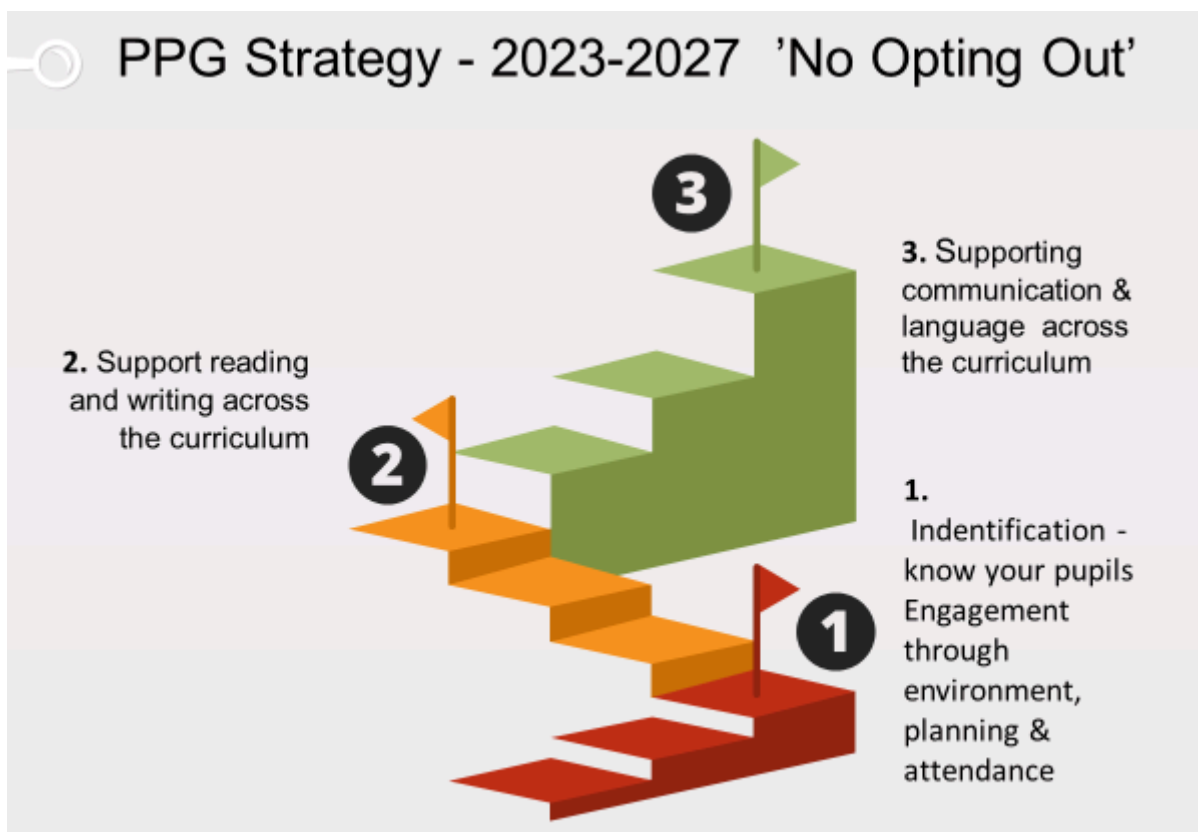 PPG Strategy - 2023-2027 ’No Opting Out’
3
3. Supporting
communication &
language across
the curriculum
2. Support reading
and writing across
the curriculum
2
1.
Indentification -
know your pupils
Engagement
through
environment,
planning &
attendance
1